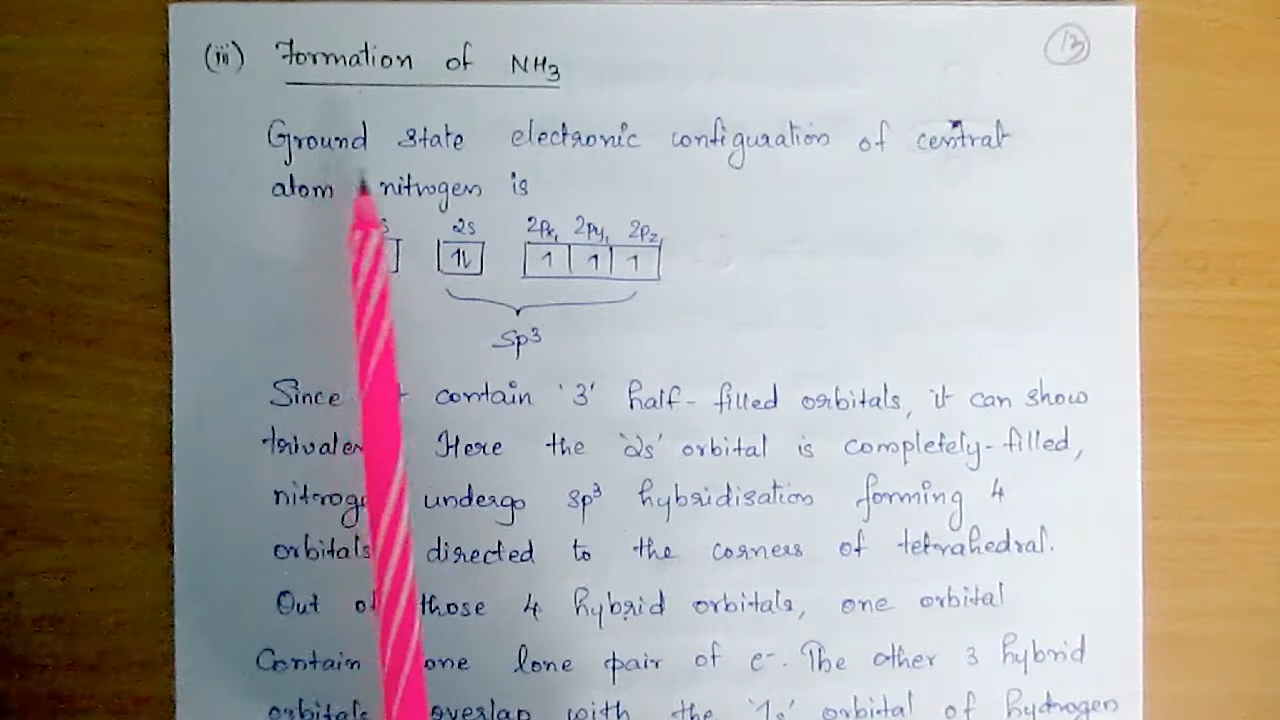 (iii) Formation of NH3
13
Ground state electronic configuration of central
atom nitrogen is
2s 2px, 2py, 2pz,
1L 1 1 1
Sp3
Since contain '3' half-filled orbitals, it can show
Here the '2s' orbital is completely-filled,
undergo sp3 hybridisation forming 4
orbitals directed to the corners of tetrahedral.
Out of those 4 hybrid orbitals, one orbital
Contain one lone pair of e-. The other 3 hybrid
orbitals overlap with the '1s' orbital of hydrogen